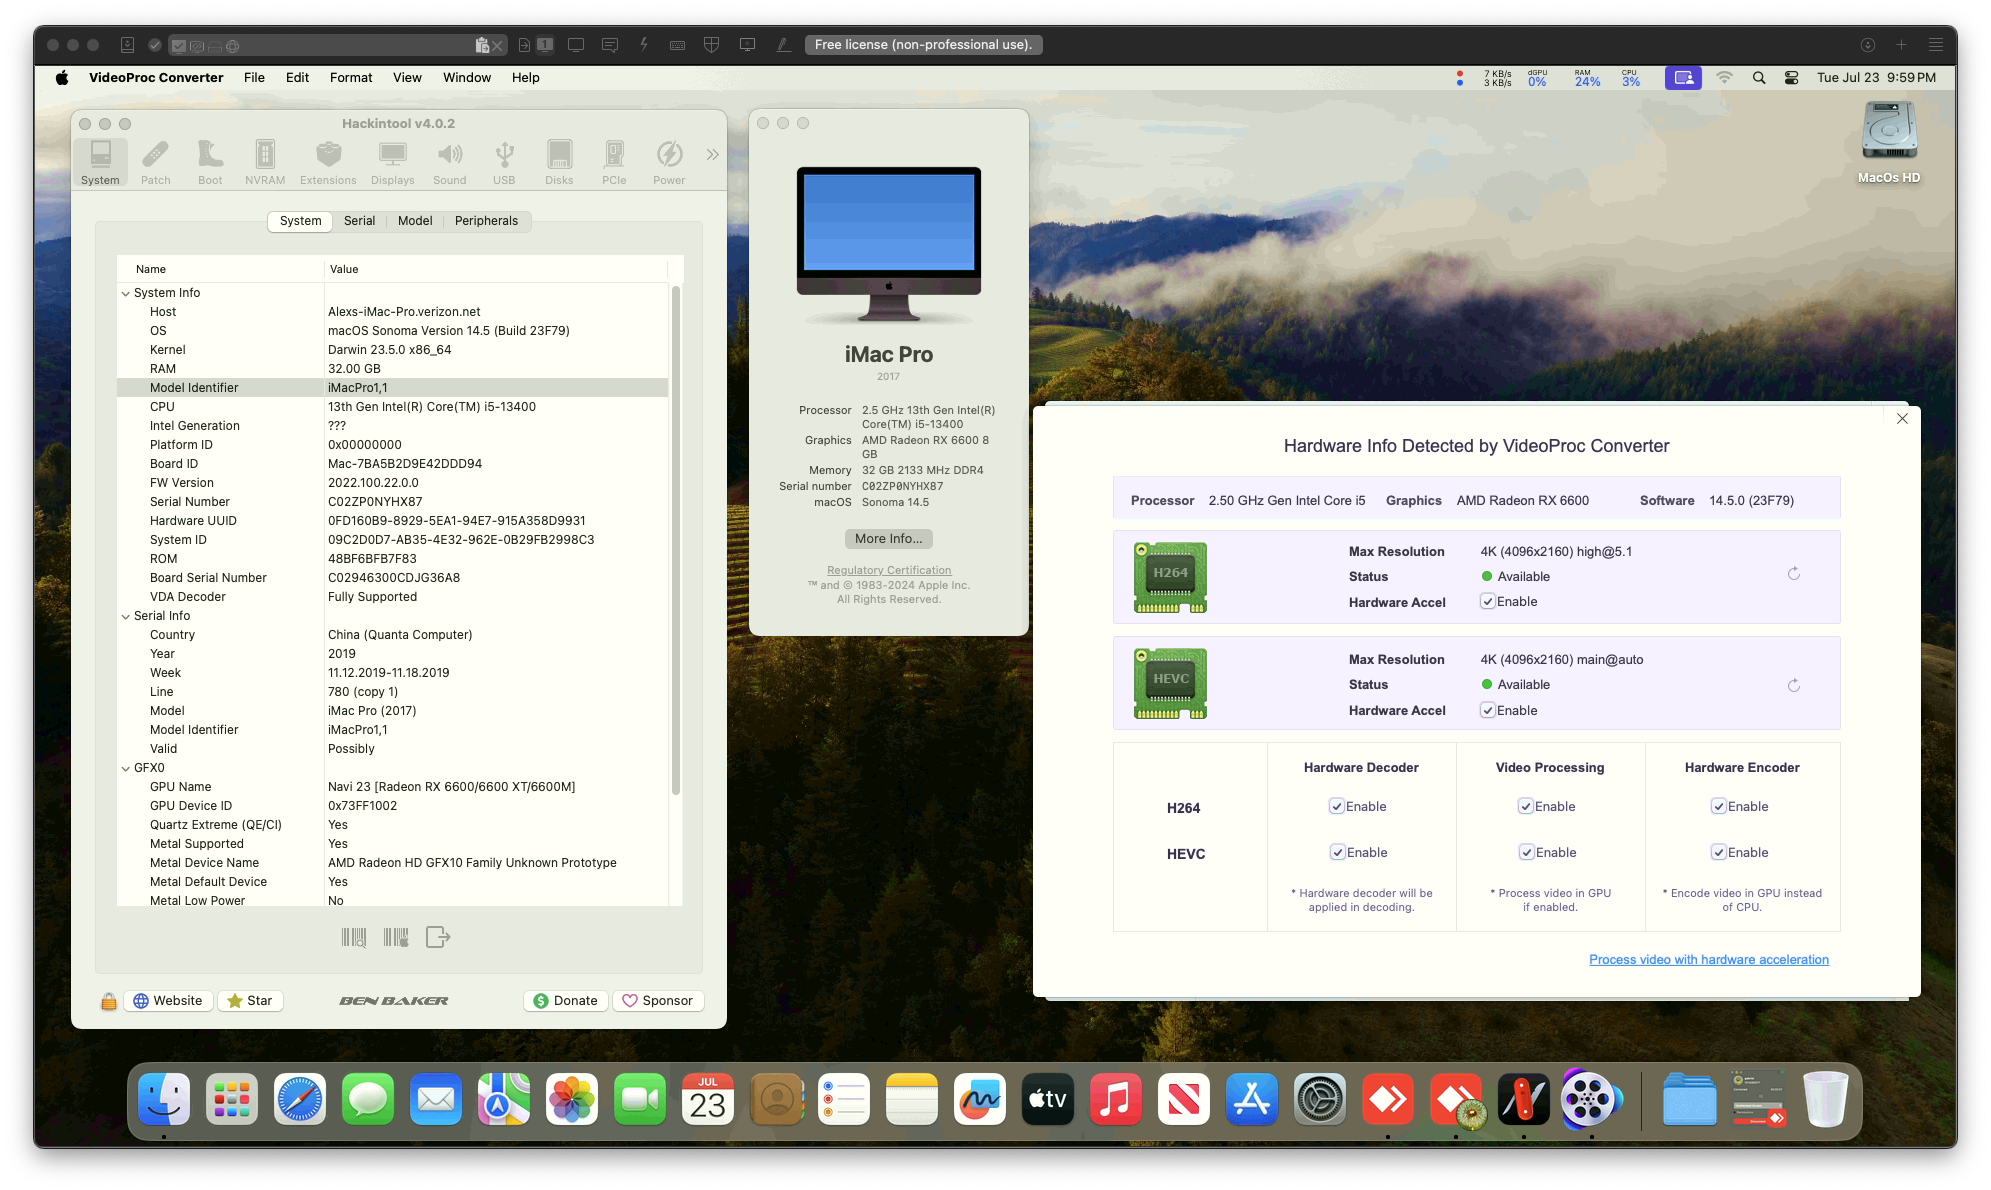 1
Free license (non-professional use).
VideoProc Converter File Edit Format View Window Help
7 KB/s
3 KB/s
dGPU
0%
RAM
24%
CPU
3%
Tue Jul 23 9:59 PM
MacOs HD
Hackintool v4.0.2
System Patch Boot NVRAM Extensions Displays Sound USB Disks PCIe Power
System Serial Model Peripherals
Name Value
System Info
Host Alexs-iMac-Pro.verizon.net
OS macOS Sonoma Version 14.5 (Build 23F79)
Kernel Darwin 23.5.0 x86_64
RAM 32.00 GB
Model Identifier iMacPro1,1
CPU 13th Gen Intel(R) Core(TM) i5-13400
Intel Generation ???
Platform ID 0x00000000
Board ID Mac-7BA5B2D9E42DDD94
FW Version 2022.100.22.0.0
Serial Number C02ZP0NYHX87
Hardware UUID 0FD160B9-8929-5EA1-94E7-915A358D9931
System ID 09C2D0D7-AB35-4E32-962E-0B29FB2998C3
ROM 48BF6BFB7F83
Board Serial Number C02946300CDJG36A8
VDA Decoder Fully Supported
Serial Info
Country China (Quanta Computer)
Year 2019
Week 11.12.2019-11.18.2019
Line 780 (copy 1)
Model iMac Pro (2017)
Model Identifier iMacPro1,1
Valid Possibly
GFX0
GPU Name Navi 23 [Radeon RX 6600/6600 XT/6600M]
GPU Device ID 0x73FF1002
Quartz Extreme (QE/CI) Yes
Metal Supported Yes
Metal Device Name AMD Radeon HD GFX10 Family Unknown Prototype
Metal Default Device Yes
Metal Low Power No
Website Star BEN BAKER Donate Sponsor
iMac Pro
2017
Processor 2.5 GHz 13th Gen Intel(R)
Core(TM) i5-13400
Graphics AMD Radeon RX 6600 8
GB
Memory 32 GB 2133 MHz DDR4
Serial number C02ZP0NYHX87
macOS Sonoma 14.5
More Info...
Regulatory Certification
™ and © 1983-2024 Apple Inc.
All Rights Reserved.
Hardware Info Detected by VideoProc Converter
Processor 2.50 GHz Gen Intel Core i5 Graphics AMD Radeon RX 6600 Software 14.5.0 (23F79)
H264
Max Resolution 4K (4096x2160) high@5.1
Status Available
Hardware Accel Enable
HEVC
Max Resolution 4K (4096x2160) main@auto
Status Available
Hardware Accel Enable
Hardware Decoder Video Processing Hardware Encoder
H264 Enable Enable Enable
HEVC Enable Enable Enable
* Hardware decoder will be
applied in decoding.
* Process video in GPU
if enabled.
* Encode video in GPU instead
of CPU.
Process video with hardware acceleration
JUL
23
tv